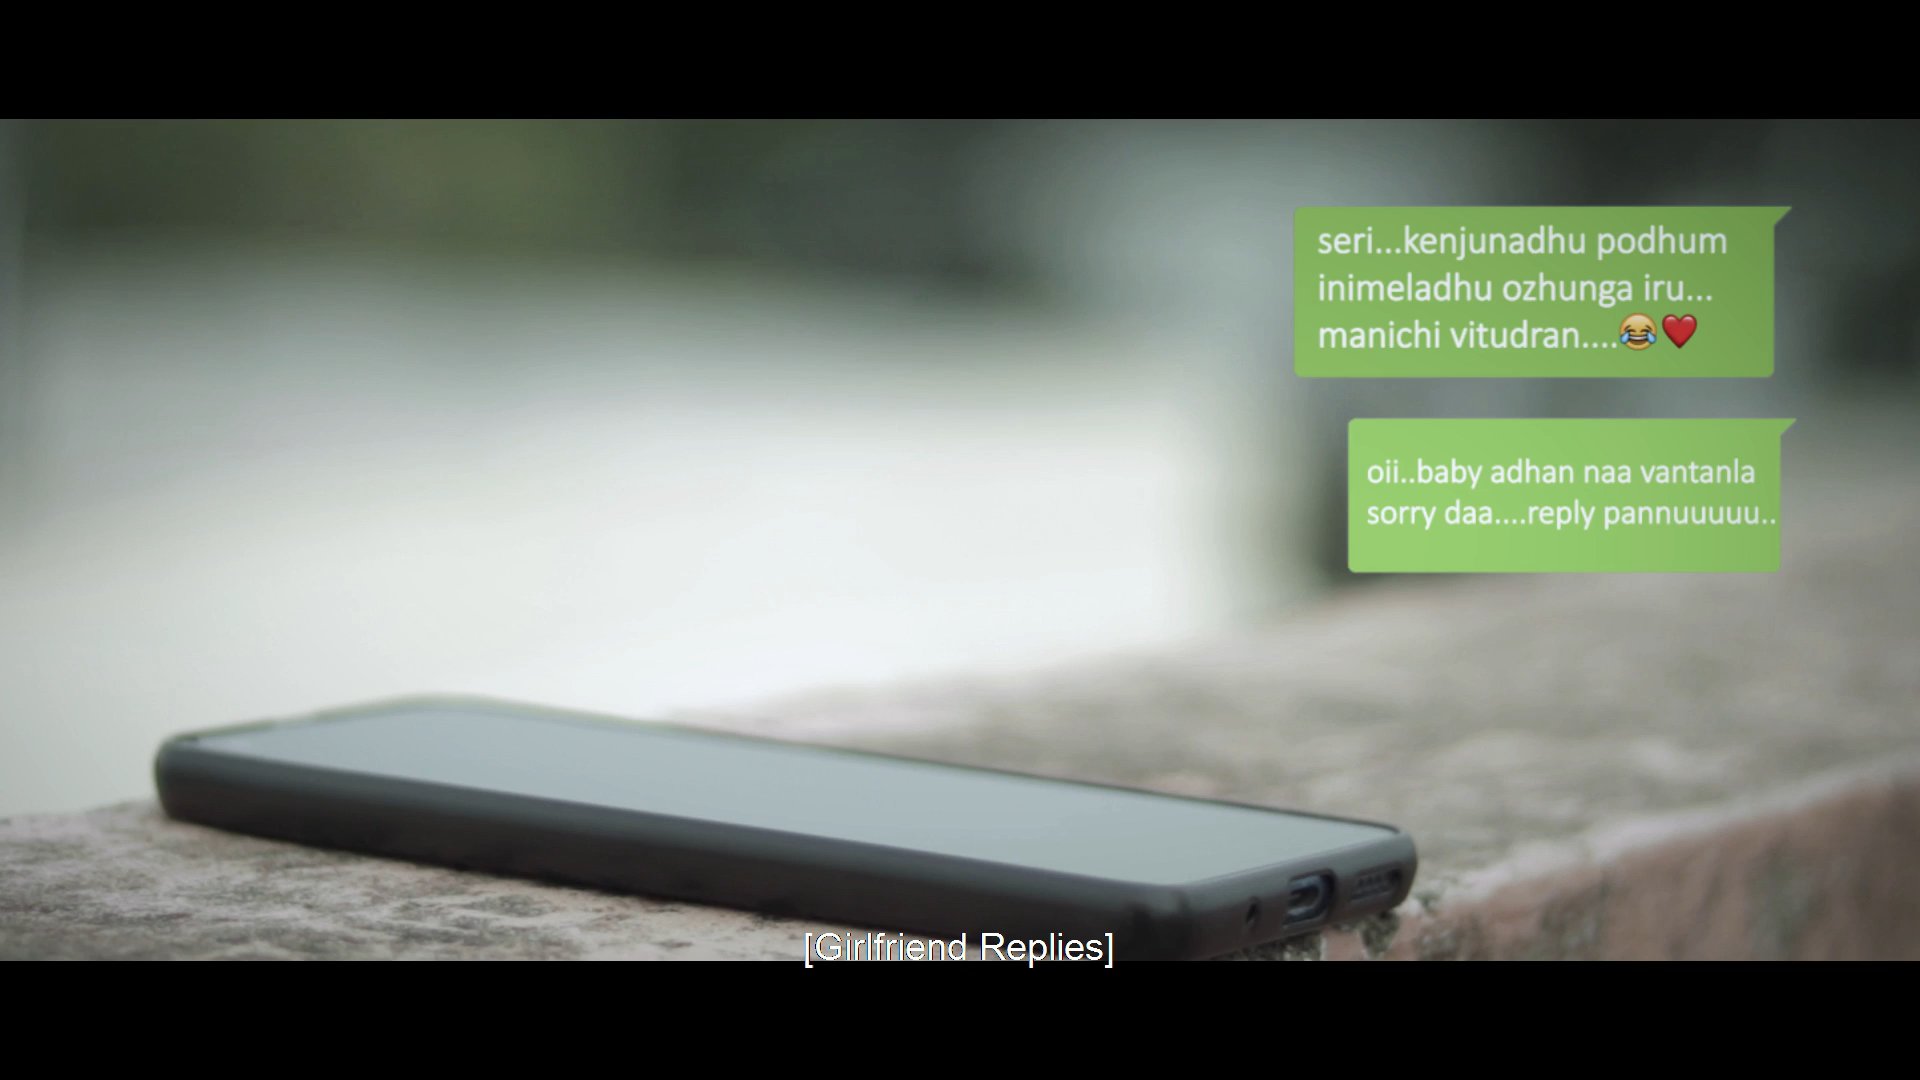 seri...kenjunadhu podhum
inimeladhu ozhunga iru...
manichi vitudran....😂❤️
oii..baby adhan naa vantanla
sorry daa....reply pannuuuuu..
[Girlfriend Replies]